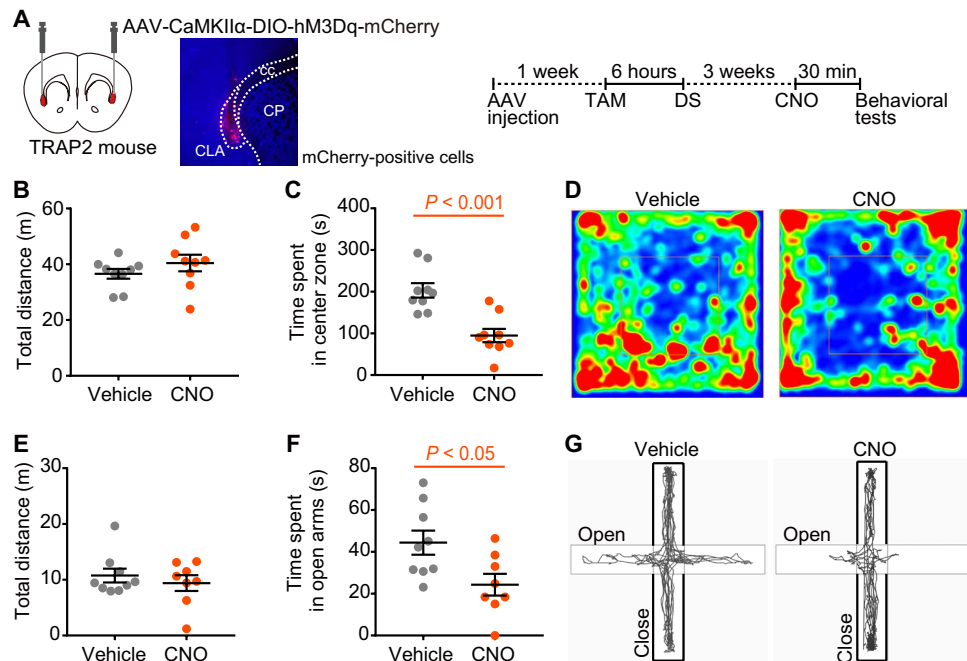 A
AAV-CaMKIIα-DIO-hM3Dq-mCherry
TRAP2 mouse
cc
CP
CLA
mCherry-positive cells
1 week
6 hours
3 weeks
30 min
AAV
injection
TAM
DS
CNO
Behavioral
tests
B
Total distance (m)
60
40
20
0
Vehicle
CNO
C
Time spent
in center zone (s)
400
300
200
100
0
P < 0.001
Vehicle
CNO
D
Vehicle
CNO
E
Total distance (m)
30
20
10
0
Vehicle
CNO
F
Time spent
in open arms (s)
80
60
40
20
0
P < 0.05
Vehicle
CNO
G
Vehicle
Open
Close
CNO
Open
Close